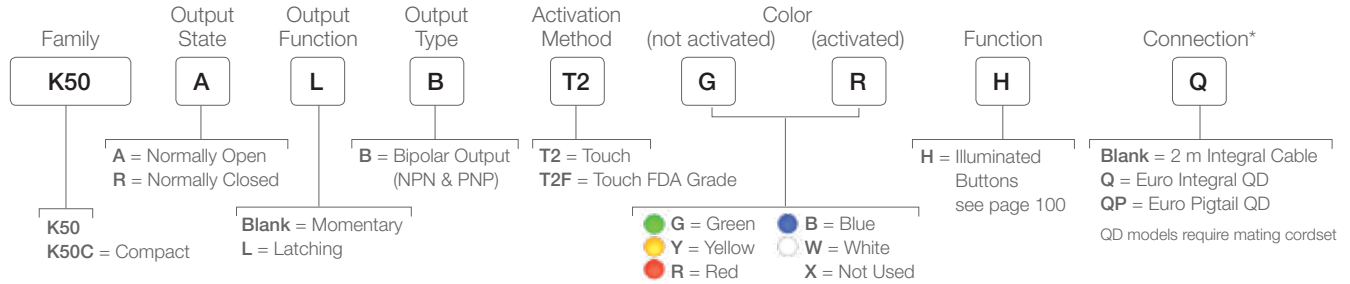 Family
Output
State
Output
Function
Output
Type
Activation
Method
Color
(not activated) (activated)
Function
Connection*
K50 A L B T2 G R H Q
A = Normally Open
R = Normally Closed
B = Bipolar Output
(NPN & PNP)
T2 = Touch
T2F = Touch FDA Grade
H = Illuminated
Buttons
see page 100
Blank = 2 m Integral Cable
Q = Euro Integral QD
QP = Euro Pigtail QD
QD models require mating cordset
K50
K50C = Compact
Blank = Momentary
L = Latching
G = Green
Y = Yellow
R = Red
B = Blue
W = White
X = Not Used